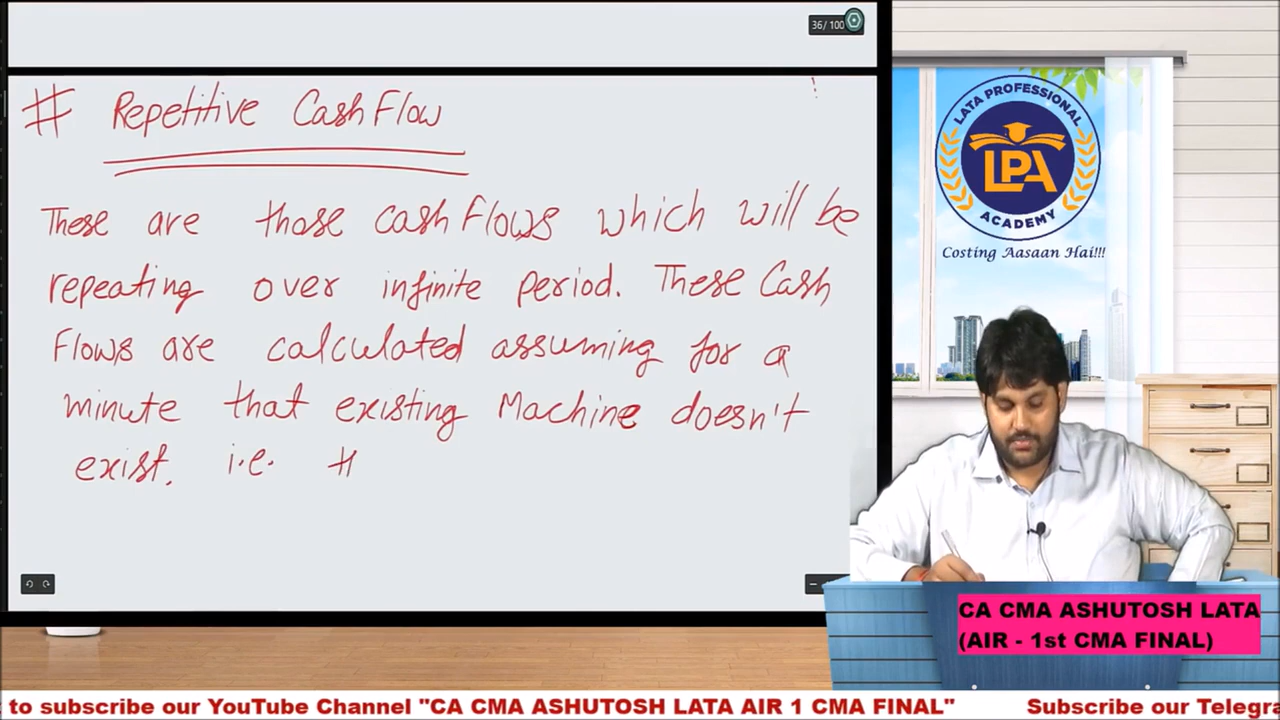 36/100
# Repetitive Cash Flow
These are those cash flows which will be
repeating over infinite period. These Cash
Flows are calculated assuming for a
minute that existing Machine doesn't
exist. i.e.
LATA PROFESSIONAL
LPA
ACADEMY
Costing Aasaan Hai!!!
CA CMA ASHUTOSH LATA
(AIR - 1st CMA FINAL)
to subscribe our YouTube Channel "CA CMA ASHUTOSH LATA AIR 1 CMA FINAL" Subscribe our Telegra